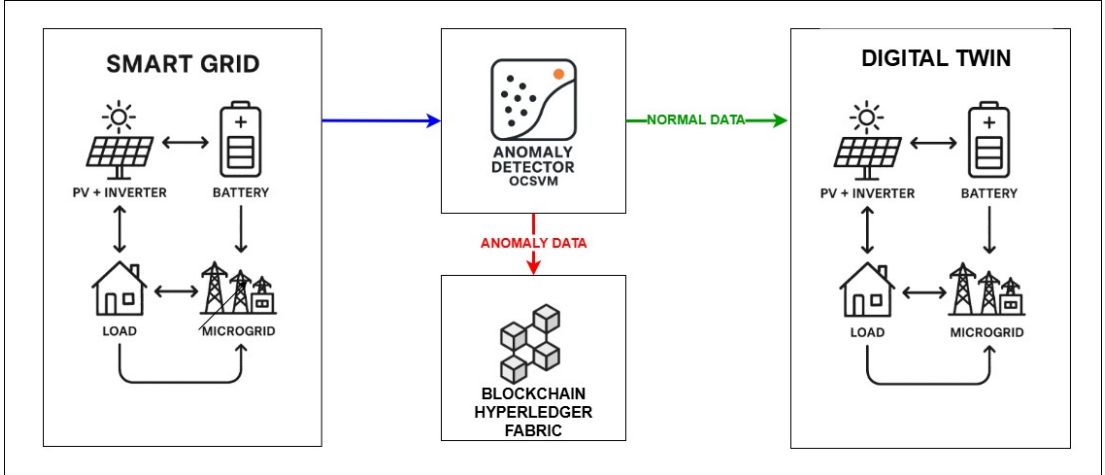 SMART GRID
PV + INVERTER
BATTERY
LOAD
MICROGRID
ANOMALY
DETECTOR
OCSVM
NORMAL DATA
ANOMALY DATA
BLOCKCHAIN
HYPERLEDGER
FABRIC
DIGITAL TWIN
PV + INVERTER
BATTERY
LOAD
MICROGRID